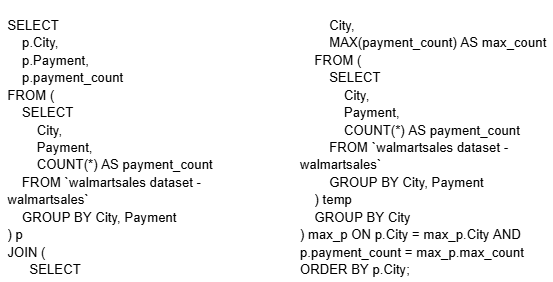 SELECT
p.City,
p.Payment,
p.payment_count
FROM (
SELECT
City,
Payment,
COUNT(*) AS payment_count
FROM `walmartsales dataset -
walmartsales`
GROUP BY City, Payment
) p
JOIN (
SELECT
City,
MAX(payment_count) AS max_count
FROM (
SELECT
City,
Payment,
COUNT(*) AS payment_count
FROM `walmartsales dataset -
walmartsales`
GROUP BY City, Payment
) temp
GROUP BY City
) max_p ON p.City = max_p.City AND
p.payment_count = max_p.max_count
ORDER BY p.City;